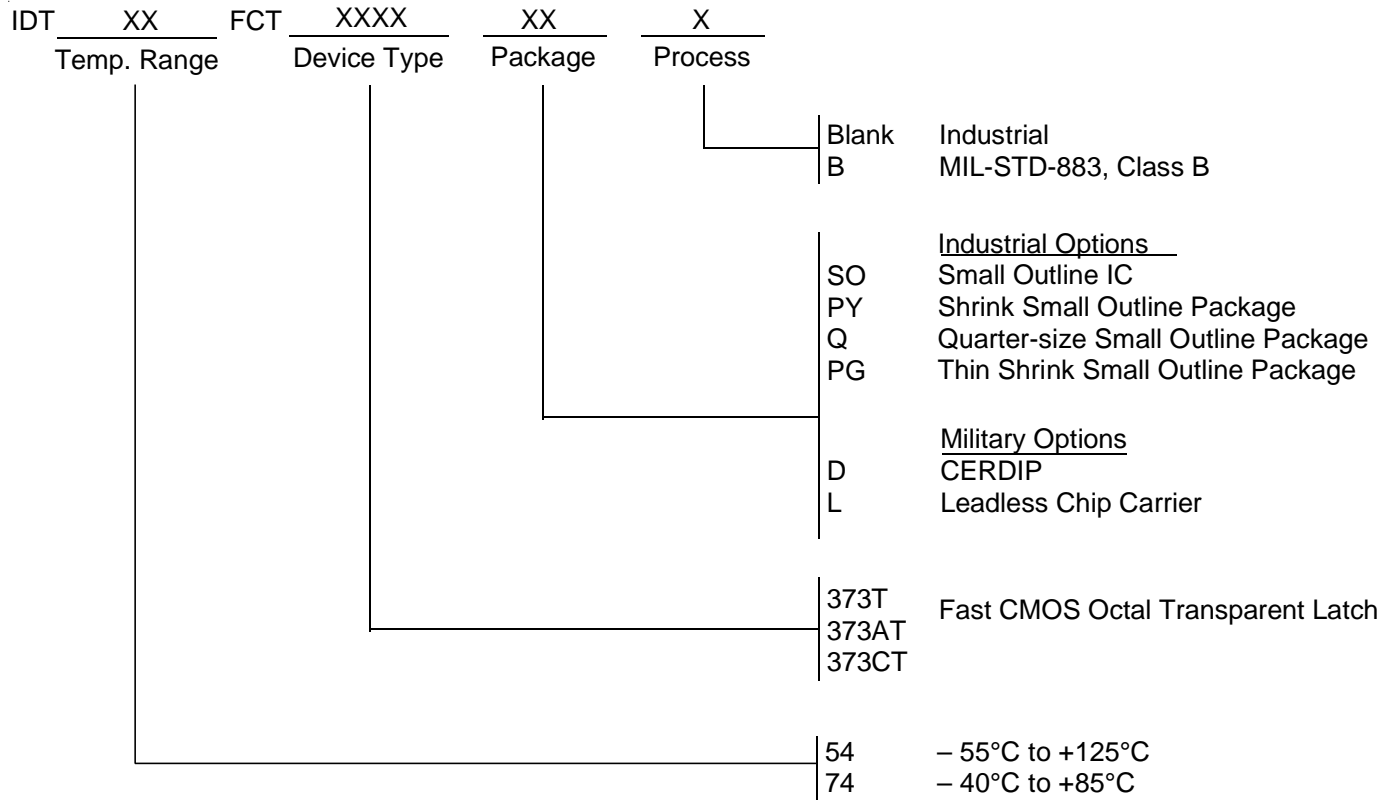 IDT XX FCT XXXX XX X
Temp. Range Device Type Package Process
Blank Industrial
B MIL-STD-883, Class B
Industrial Options
SO Small Outline IC
PY Shrink Small Outline Package
Q Quarter-size Small Outline Package
PG Thin Shrink Small Outline Package
Military Options
D CERDIP
L Leadless Chip Carrier
373T
Fast CMOS Octal Transparent Latch
373AT
373CT
54 – 55°C to +125°C
74 – 40°C to +85°C